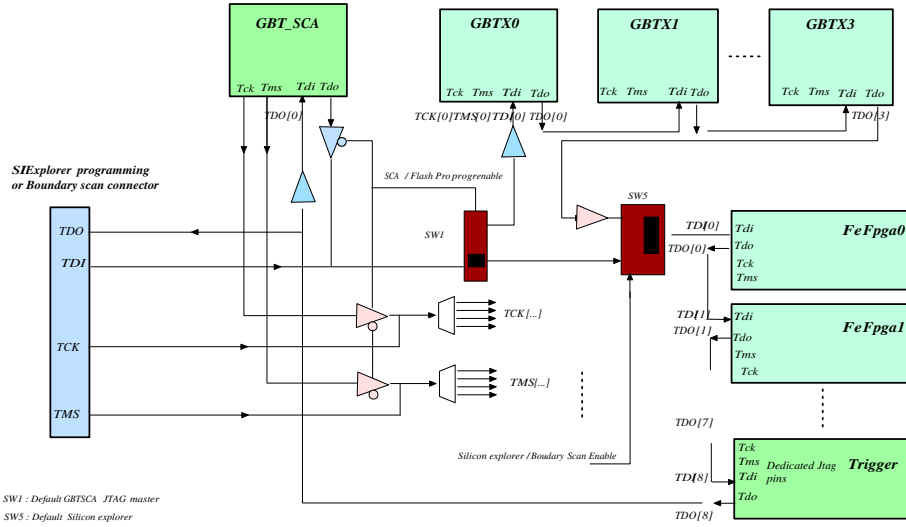 GBT_SCA
Tck Tms Tdi Tdo
GBTX0
Tck Tms Tdi Tdo
GBTX1
Tck Tms Tdi Tdo
GBTX3
Tck Tms Tdi Tdo
TDO[0]
TCK[0]TMS[0]TDI[0] TDO[0]
TDO[3]
SIExplorer programming
or Boundary scan connector
SCA / Flash Pro progrenable
TDO
TDI
TCK
TMS
SW1
SW5
TCK[...]
TMS[...]
TDI[0]
TDO[0]
Tdi
Tdo
Tck
Tms
FeFpga0
TDI[1]
TDO[1]
Tdi
Tdo
Tms
Tck
FeFpga1
TDO[7]
TDI[8]
TDO[8]
Tck
Tms
Tdi
Tdo
Dedicated Jtag
pins
Trigger
Silicon explorer / Boudary Scan Enable
SW1 : Default GBTSCA JTAG master
SW5 : Default Silicon explorer